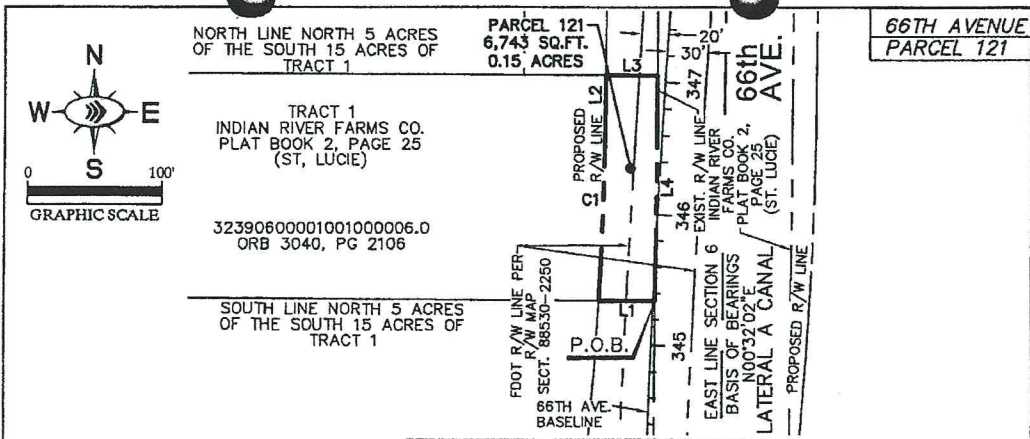 66TH AVENUE
PARCEL 121
NORTH LINE NORTH 5 ACRES
OF THE SOUTH 15 ACRES OF
TRACT 1
PARCEL 121
6,743 SQ.FT.
0.15 ACRES
20'
30'
66th
AVE.
N
W
E
S
0
100'
GRAPHIC SCALE
TRACT 1
INDIAN RIVER FARMS CO.
PLAT BOOK 2, PAGE 25
(ST, LUCIE)
32390600001001000006.0
ORB 3040, PG 2106
L3
L2
347
PROPOSED
R/W LINE
C1
L4
346
EXIST. R/W LINE
INDIAN RIVER
FARMS CO.
PLAT BOOK 2,
PAGE 25
(ST. LUCIE)
SOUTH LINE NORTH 5 ACRES
OF THE SOUTH 15 ACRES OF
TRACT 1
FDOT R/W LINE PER
R/W MAP
SECT. 88530-2250
L1
P.O.B.
345
66TH AVE.
BASELINE
EAST LINE SECTION 6
BASIS OF BEARINGS
N00°32'02"E
LATERAL A CANAL
PROPOSED R/W LINE